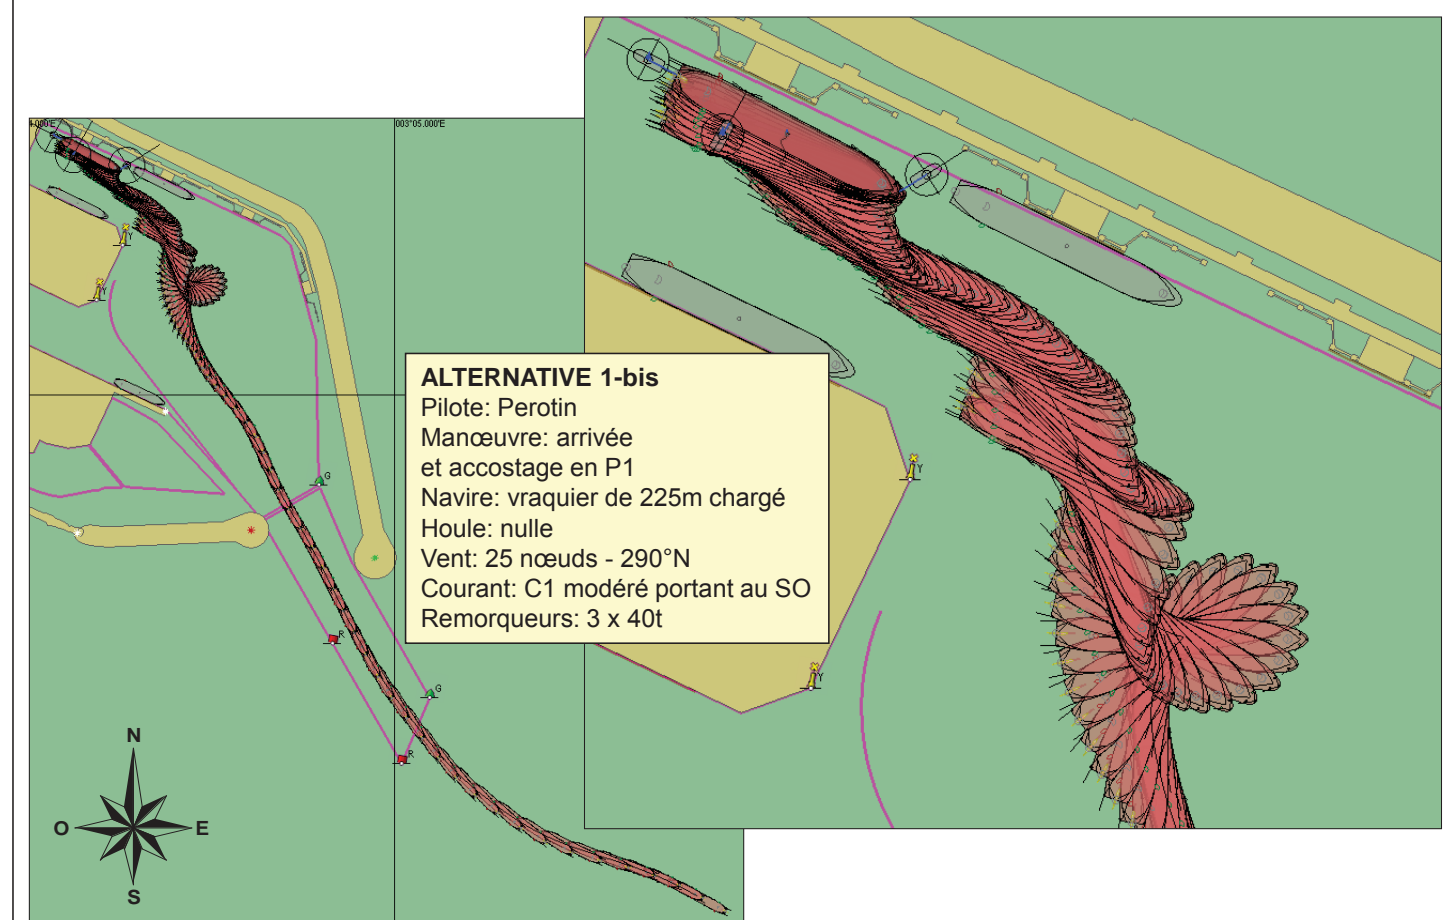 003°05.000'E
ALTERNATIVE 1-bis
Pilote: Perotin
Manœuvre: arrivée
et accostage en P1
Navire: vraquier de 225m chargé
Houle: nulle
Vent: 25 nœuds - 290°N
Courant: C1 modéré portant au SO
Remorqueurs: 3 x 40t
Y
Y
Y
Y
G
R
G
R
N
O
E
S